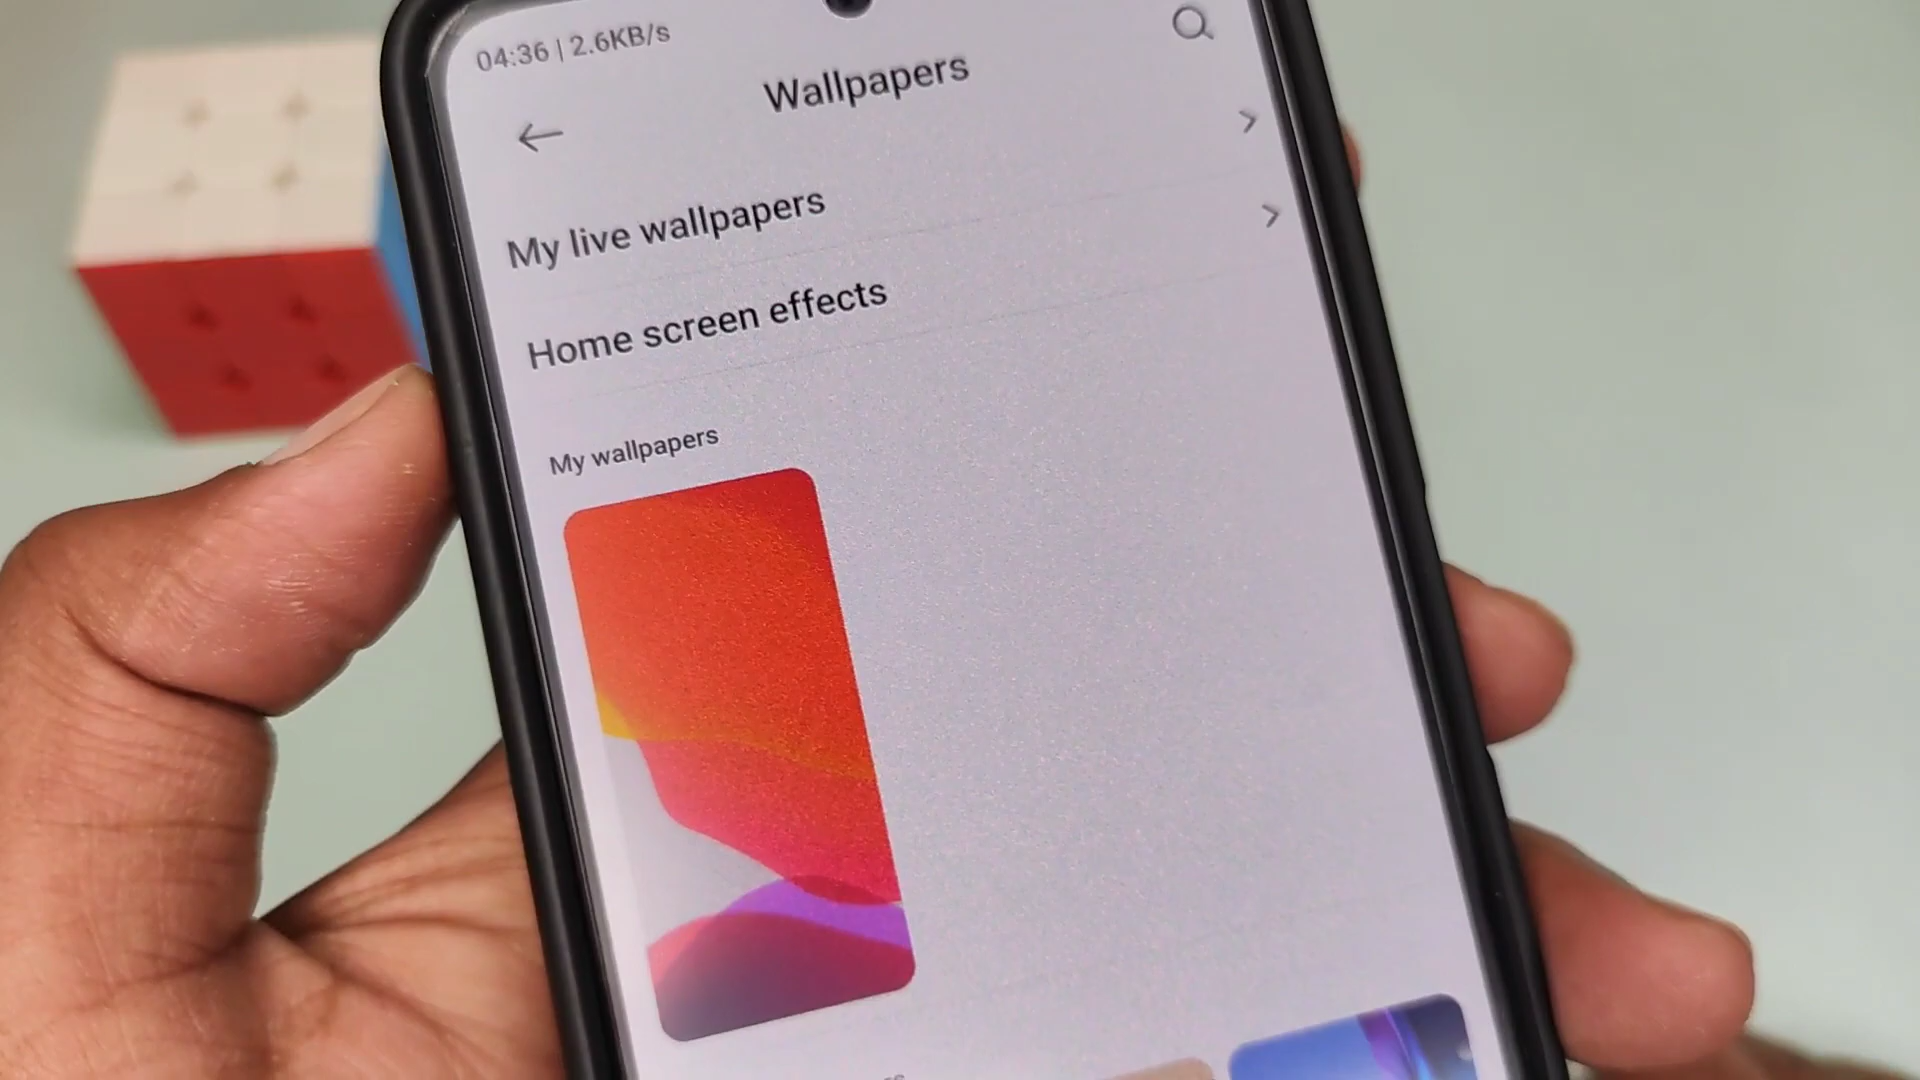 04:36 | 2.6KB/s
Wallpapers
My live wallpapers
Home screen effects
My wallpapers